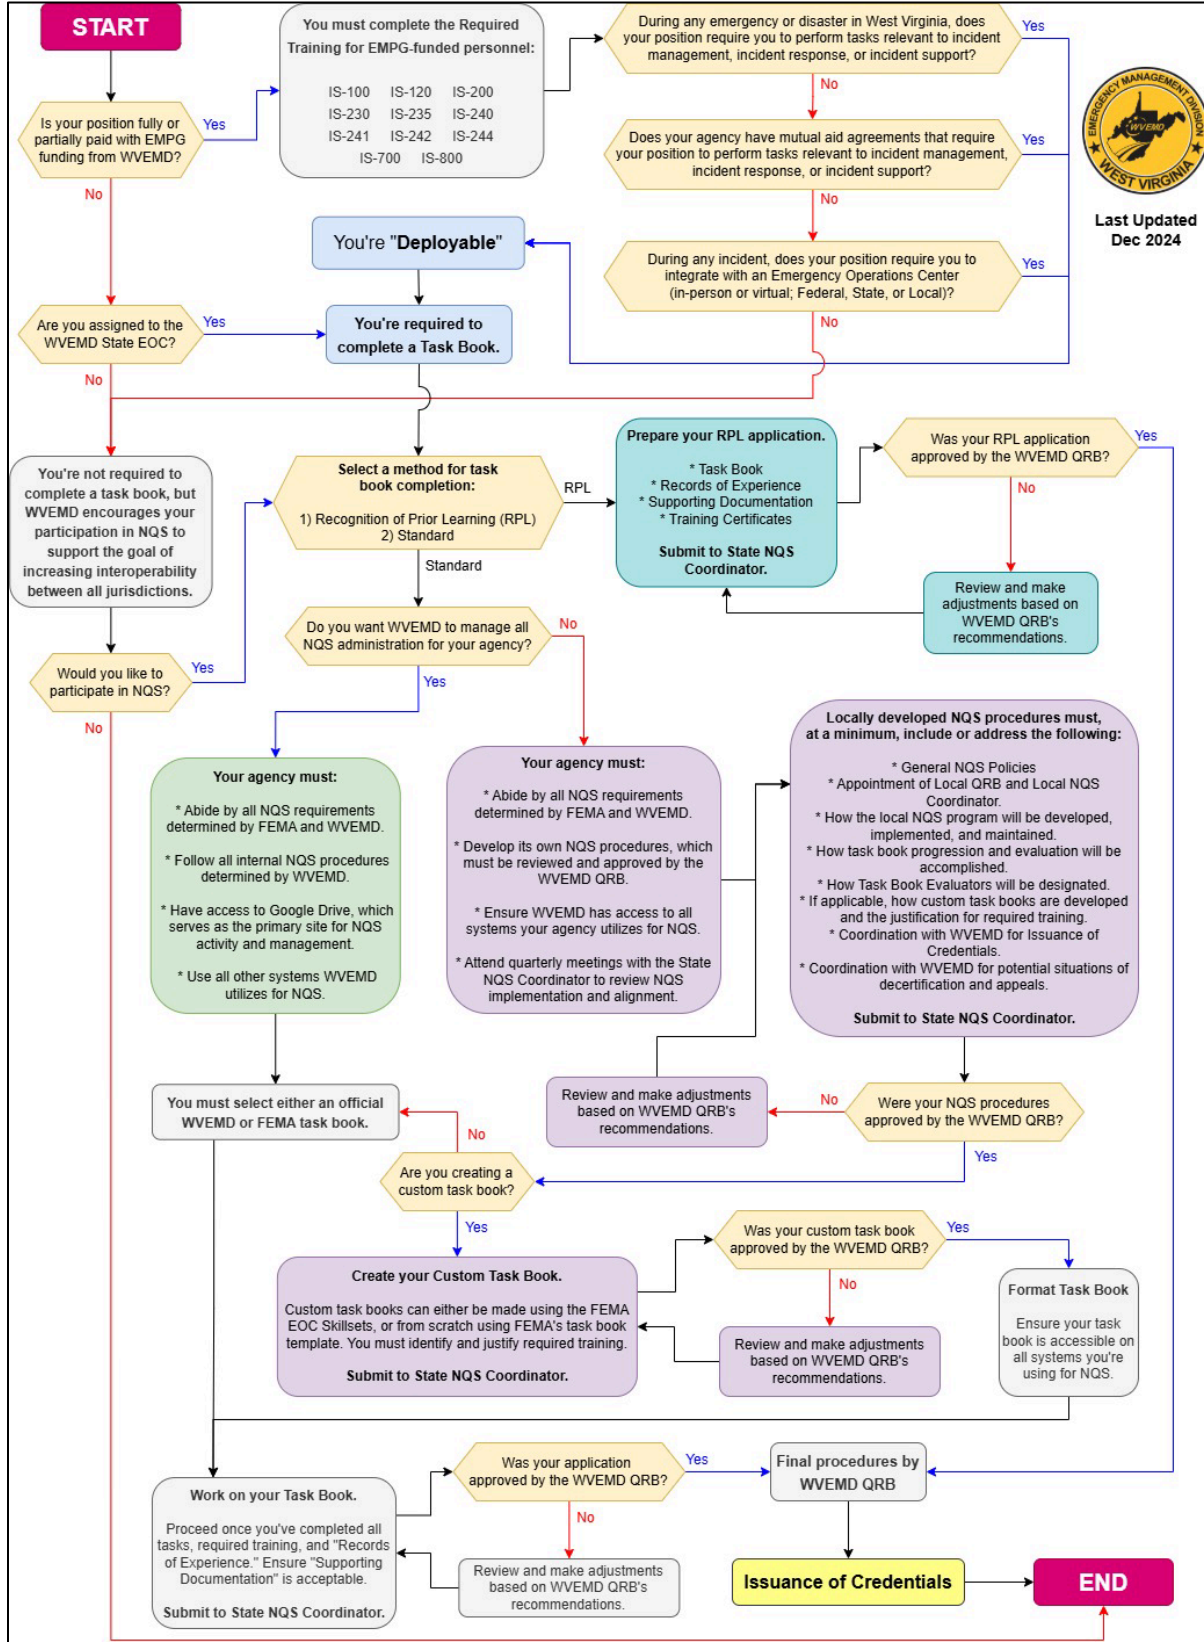 START
Is your position fully or
partially paid with EMPG
funding from WVEMD?
Yes
No
You must complete the Required
Training for EMPG-funded personnel:
IS-100 IS-120 IS-200
IS-230 IS-235 IS-240
IS-241 IS-242 IS-244
IS-700 IS-800
During any emergency or disaster in West Virginia, does
your position require you to perform tasks relevant to incident
management, incident response, or incident support?
Yes
No
Does your agency have mutual aid agreements that require
your position to perform tasks relevant to incident management,
incident response, or incident support?
Yes
No
During any incident, does your position require you to
integrate with an Emergency Operations Center
(in-person or virtual; Federal, State, or Local)?
Yes
No
EMERGENCY MANAGEMENT DIVISION
WVEMD
WEST VIRGINIA
Last Updated
Dec 2024
You're "Deployable"
Are you assigned to the
WVEMD State EOC?
Yes
No
You're required to
complete a Task Book.
You're not required to
complete a task book, but
WVEMD encourages your
participation in NQS to
support the goal of
increasing interoperability
between all jurisdictions.
Would you like to
participate in NQS?
Yes
No
Select a method for task
book completion:
1) Recognition of Prior Learning (RPL)
2) Standard
RPL
Standard
Prepare your RPL application.
* Task Book
* Records of Experience
* Supporting Documentation
* Training Certificates
Submit to State NQS
Coordinator.
Was your RPL application
approved by the WVEMD QRB?
Yes
No
Review and make
adjustments based on
WVEMD QRB's
recommendations.
Do you want WVEMD to manage all
NQS administration for your agency?
No
Yes
Your agency must:
* Abide by all NQS requirements
determined by FEMA and WVEMD.
* Follow all internal NQS procedures
determined by WVEMD.
* Have access to Google Drive, which
serves as the primary site for NQS
activity and management.
* Use all other systems WVEMD
utilizes for NQS.
Your agency must:
* Abide by all NQS requirements
determined by FEMA and WVEMD.
* Develop its own NQS procedures, which
must be reviewed and approved by the
WVEMD QRB.
* Ensure WVEMD has access to all
systems your agency utilizes for NQS.
* Attend quarterly meetings with the State
NQS Coordinator to review NQS
implementation and alignment.
Locally developed NQS procedures must,
at a minimum, include or address the following:
* General NQS Policies
* Appointment of Local QRB and Local NQS
Coordinator.
* How the local NQS program will be developed,
implemented, and maintained.
* How task book progression and evaluation will be
accomplished.
* How Task Book Evaluators will be designated.
* If applicable, how custom task books are developed
and the justification for required training.
* Coordination with WVEMD for Issuance of
Credentials.
* Coordination with WVEMD for potential situations of
decertification and appeals.
Submit to State NQS Coordinator.
You must select either an official
WVEMD or FEMA task book.
Review and make adjustments
based on WVEMD QRB's
recommendations.
No
Were your NQS procedures
approved by the WVEMD QRB?
Yes
No
Are you creating a
custom task book?
Yes
Create your Custom Task Book.
Custom task books can either be made using the FEMA
EOC Skillsets, or from scratch using FEMA's task book
template. You must identify and justify required training.
Submit to State NQS Coordinator.
Was your custom task book
approved by the WVEMD QRB?
Yes
No
Review and make adjustments
based on WVEMD QRB's
recommendations.
Format Task Book
Ensure your task
book is accessible on
all systems you're
using for NQS.
Work on your Task Book.
Proceed once you've completed all
tasks, required training, and "Records
of Experience." Ensure "Supporting
Documentation" is acceptable.
Submit to State NQS Coordinator.
Was your application
approved by the WVEMD QRB?
Yes
No
Review and make adjustments
based on WVEMD QRB's
recommendations.
Final procedures by
WVEMD QRB
Issuance of Credentials
END